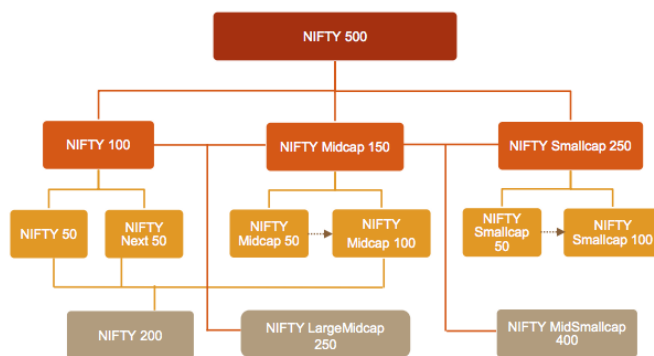 NIFTY 500
NIFTY 100
NIFTY Midcap 150
NIFTY Smallcap 250
NIFTY 50
NIFTY
Next 50
NIFTY
Midcap 50
NIFTY
Midcap 100
NIFTY
Smallcap
50
NIFTY
Smallcap 100
NIFTY 200
NIFTY LargeMidcap
250
NIFTY MidSmallcap
400